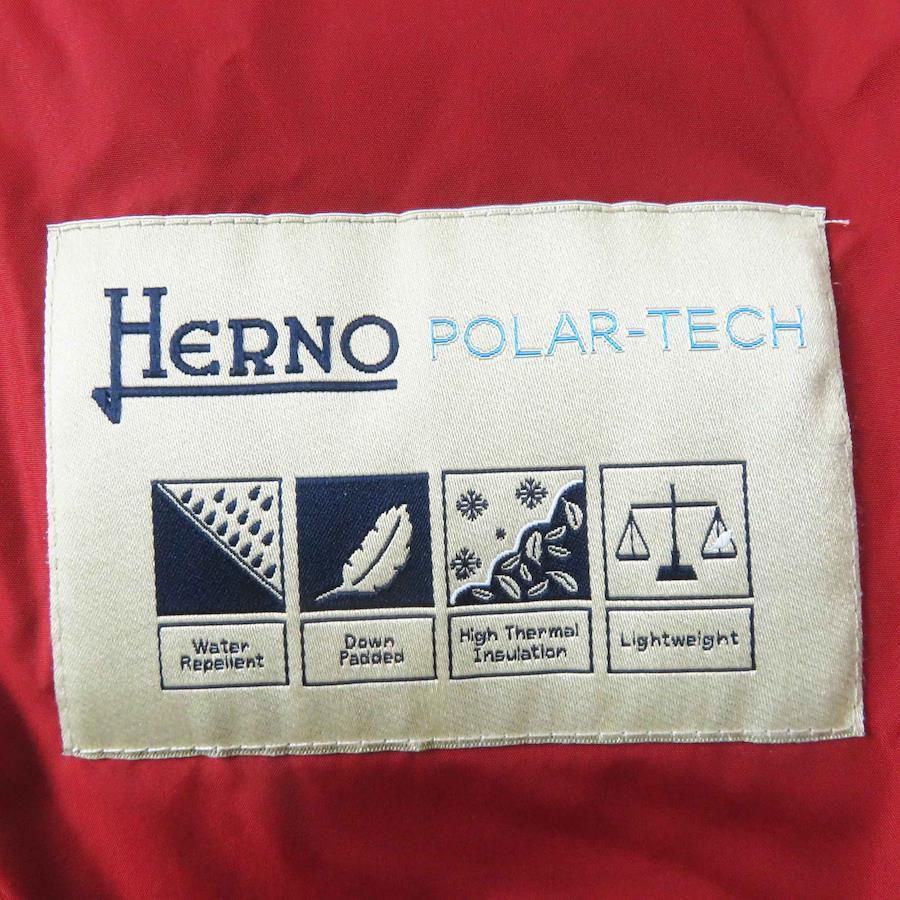 HERNO POLAR-TECH
Water
Repellent
Down
Padded
High Thermal
Insulation
Lightweight